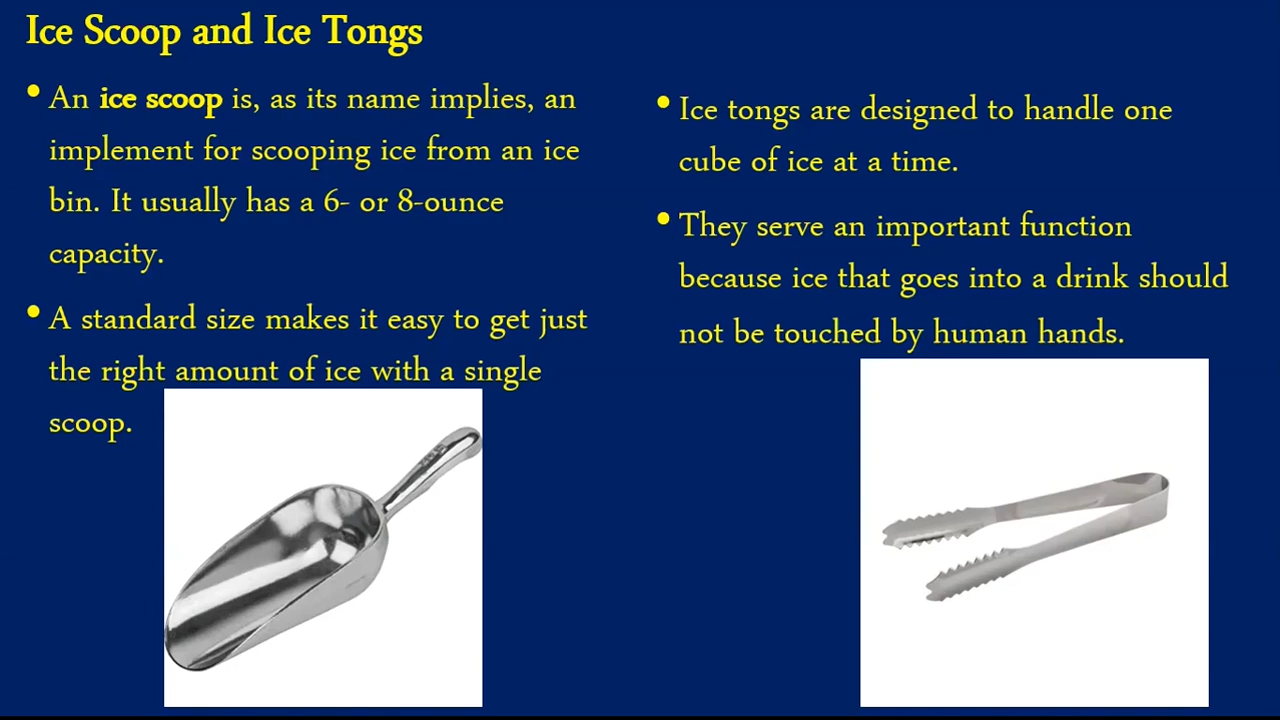 Ice Scoop and Ice Tongs
• An ice scoop is, as its name implies, an
implement for scooping ice from an ice
bin. It usually has a 6- or 8-ounce
capacity.
• A standard size makes it easy to get just
the right amount of ice with a single
scoop.
• Ice tongs are designed to handle one
cube of ice at a time.
• They serve an important function
because ice that goes into a drink should
not be touched by human hands.